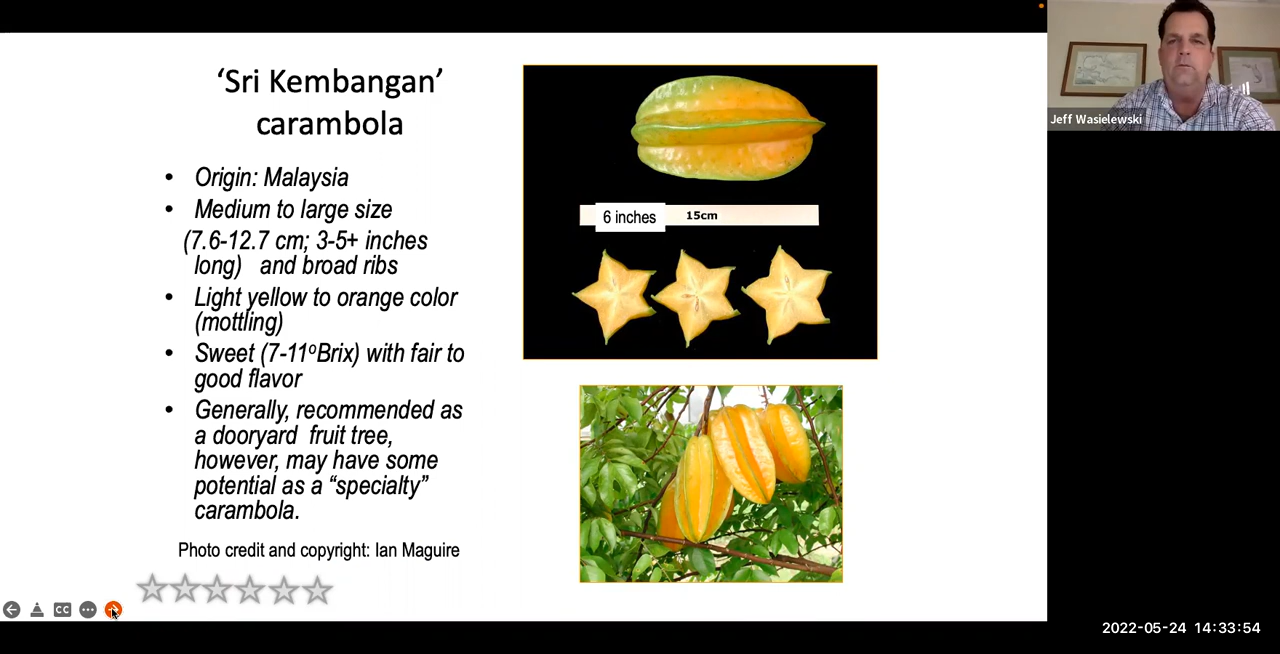 ‘Sri Kembangan’
carambola
• Origin: Malaysia
• Medium to large size
(7.6-12.7 cm; 3-5+ inches
long) and broad ribs
• Light yellow to orange color
(mottling)
• Sweet (7-11ºBrix) with fair to
good flavor
• Generally, recommended as
a dooryard fruit tree,
however, may have some
potential as a “specialty”
carambola.
Photo credit and copyright: Ian Maguire
6 inches 15cm
CC
Jeff Wasielewski
2022-05-24 14:33:54